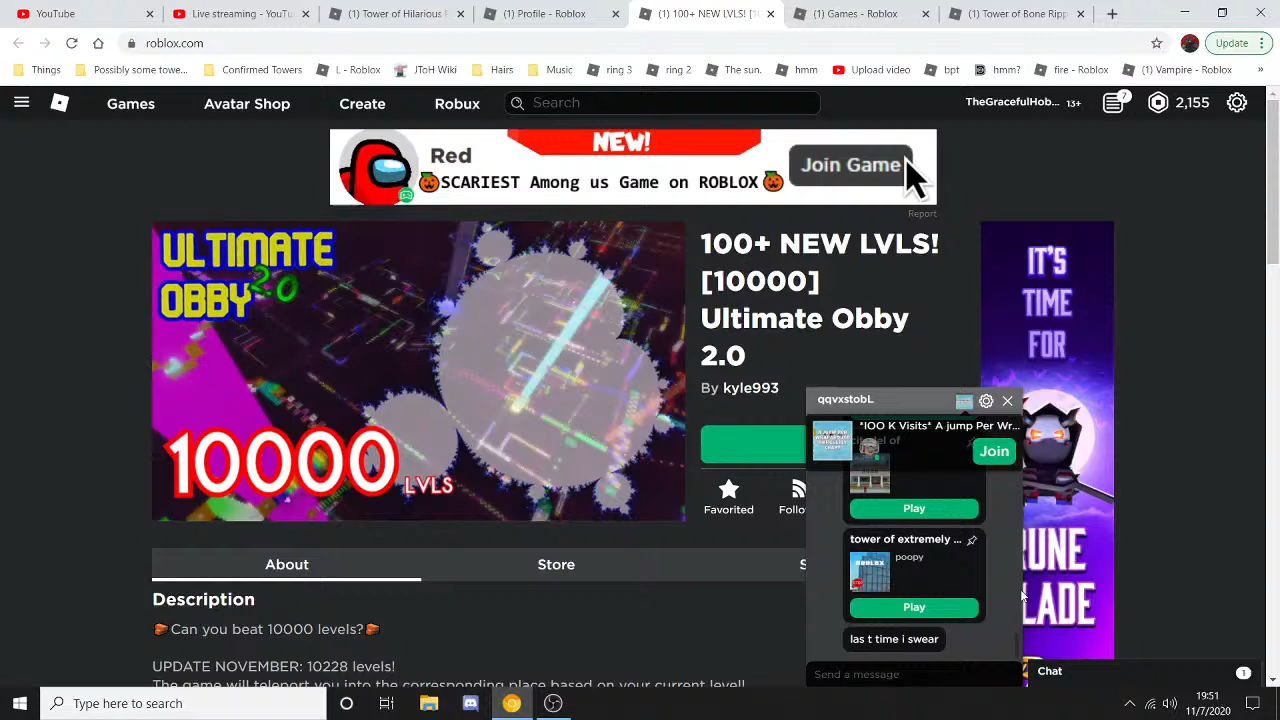 YouTube
YouTube
(1) Tower of Hilarious F
(1) Profile - Roblox
(1) 100+ NEW LVLS! [10
(1) Games - Roblox
(1) Tower of Bone Ripp
roblox.com
Update
Things
Possibly some towe...
Confirmed Towers
L - Roblox
JToH Wiki
Hairs
Music
ring 3
ring 2
The sun.
hmm
Upload video
bpt
hmm?
fire - Roblox
(1) Vampire - Roblox
»
Games
Avatar Shop
Create
Robux
Search
TheGracefulHob... 13+
7
2,155
NEW!
Red
SCARIEST Among us Game on ROBLOX
Join Game
Report
ULTIMATE
OBBY 2.0
10000 LVLS
100+ NEW LVLS!
[10000]
Ultimate Obby
2.0
By kyle993
Favorited
Follo
IT'S
TIME
FOR
RUNE
LADE
qqvxstobL
*IOO K Visits* A jump Per Wr...
Join
Play
tower of extremely ...
poopy
ROBLOX
Play
las t time i swear
Send a message
Chat
1
About
Store
S
Description
Can you beat 10000 levels?
UPDATE NOVEMBER: 10228 levels!
The game will teleport you into the corresponding place based on your current level!
Type here to search
19:51
11/7/2020